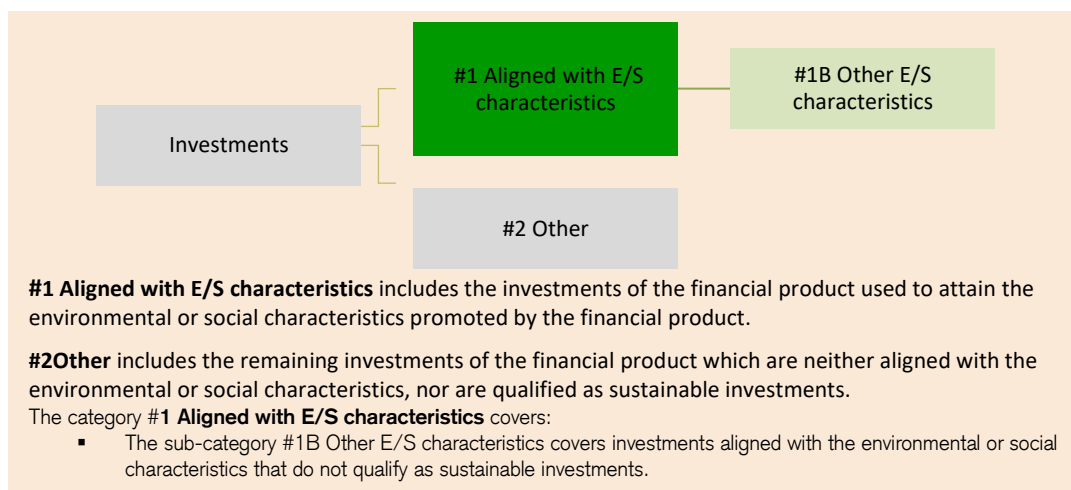 #1 Aligned with E/S
characteristics
#1B Other E/S
characteristics
Investments
#2 Other
#1 Aligned with E/S characteristics includes the investments of the financial product used to attain the
environmental or social characteristics promoted by the financial product.
#2Other includes the remaining investments of the financial product which are neither aligned with the
environmental or social characteristics, nor are qualified as sustainable investments.
The category #1 Aligned with E/S characteristics covers:
▪ The sub-category #1B Other E/S characteristics covers investments aligned with the environmental or social
characteristics that do not qualify as sustainable investments.